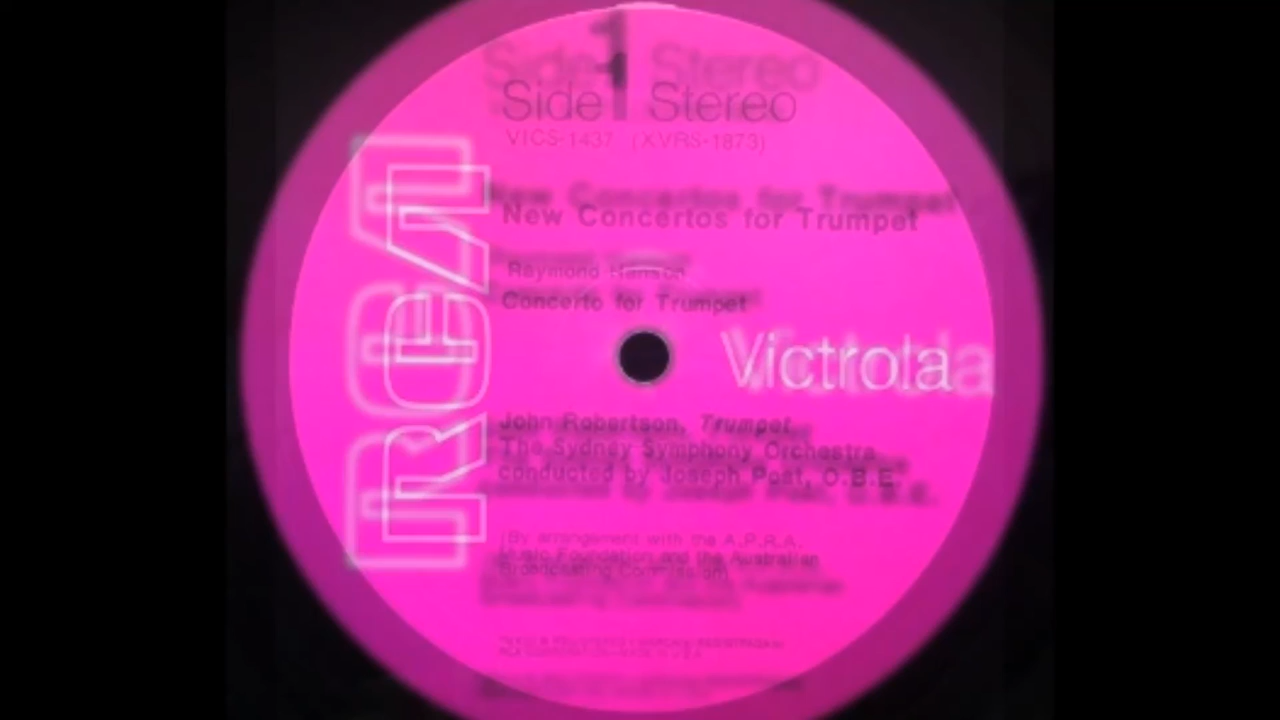 Side 1 Stereo
VICS-1437 (XVRS-1873)
New Concertos for Trumpet
Raymond Hanson
Concerto for Trumpet
RCA
Victrola
John Robertson, Trumpet
The Sydney Symphony Orchestra
conducted by Joseph Post, O.B.E.
(By arrangement with the A.P.R.A.
Music Foundation and the Australian
Broadcasting Commission)